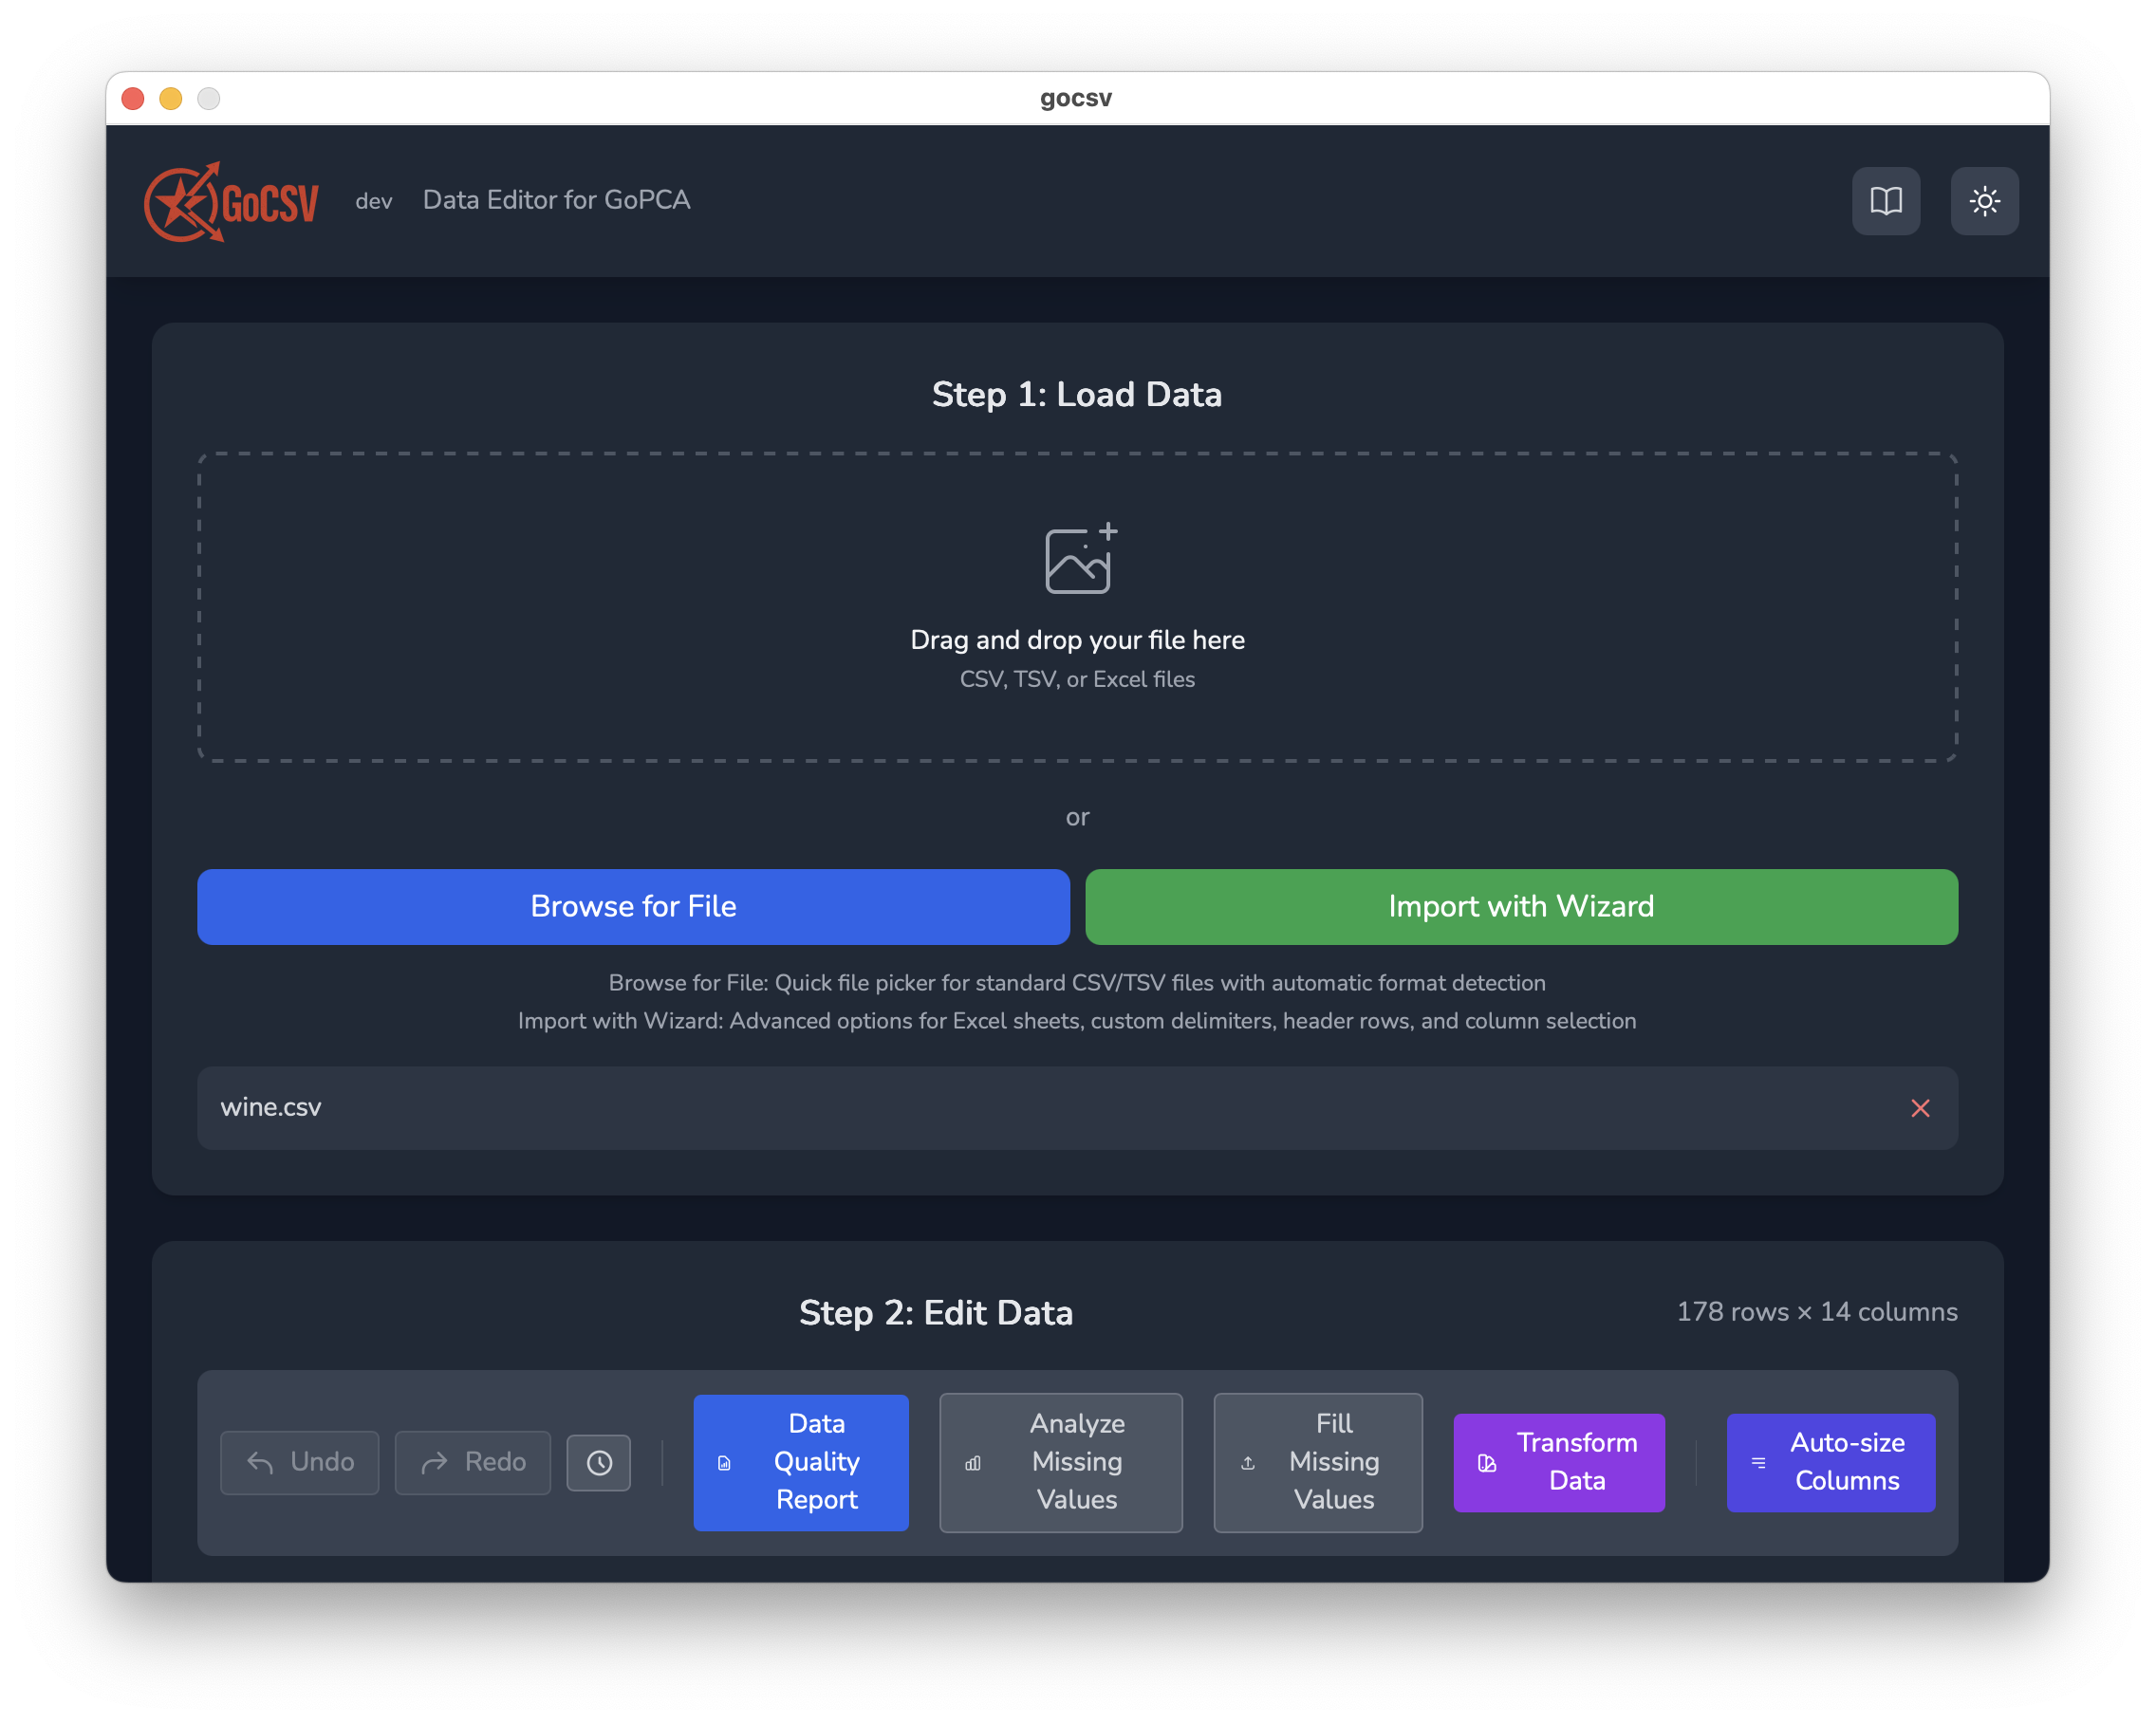 gocsv
GoCSV dev Data Editor for GoPCA
Step 1: Load Data
Drag and drop your file here
CSV, TSV, or Excel files
or
Browse for File
Import with Wizard
Browse for File: Quick file picker for standard CSV/TSV files with automatic format detection
Import with Wizard: Advanced options for Excel sheets, custom delimiters, header rows, and column selection
wine.csv
Step 2: Edit Data
178 rows × 14 columns
Undo
Redo
Data
Quality
Report
Analyze
Missing
Values
Fill
Missing
Values
Transform
Data
Auto-size
Columns